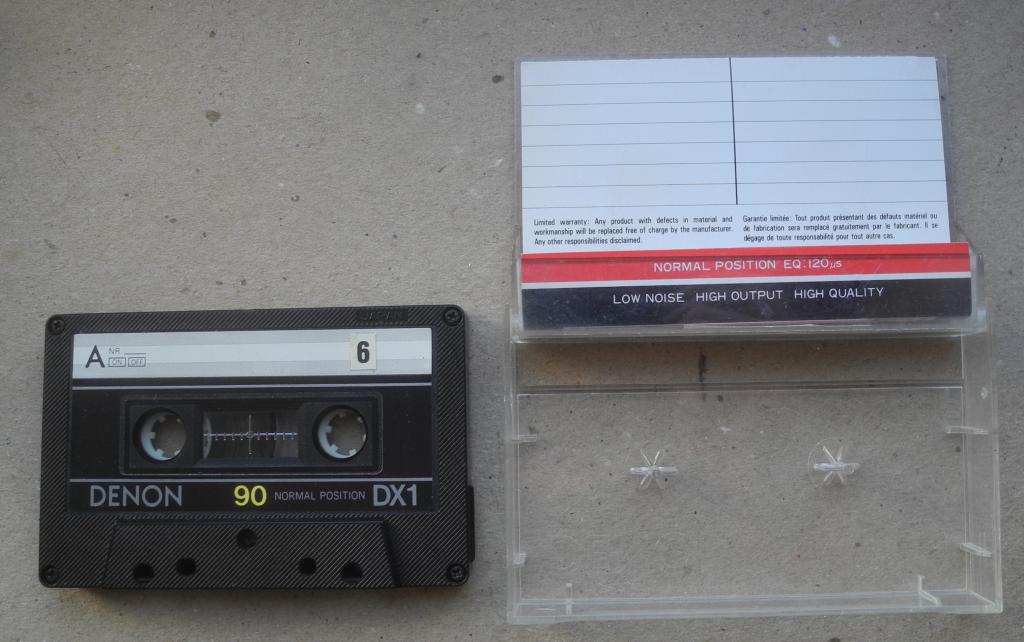 JAPAN
A NR
ON OFF
6
DENON 90 NORMAL POSITION DX1
Limited warranty: Any product with defects in material and
workmanship will be replaced free of charge by the manufacturer.
Any other responsibilities disclaimed.
Garantie limitée: Tout produit présentant des défauts matériel ou
de fabrication sera remplacé gratuitement par le fabricant. Il se
dégage de toute responsabilité pour tout autre cas.
NORMAL POSITION EQ:120µs
LOW NOISE HIGH OUTPUT HIGH QUALITY